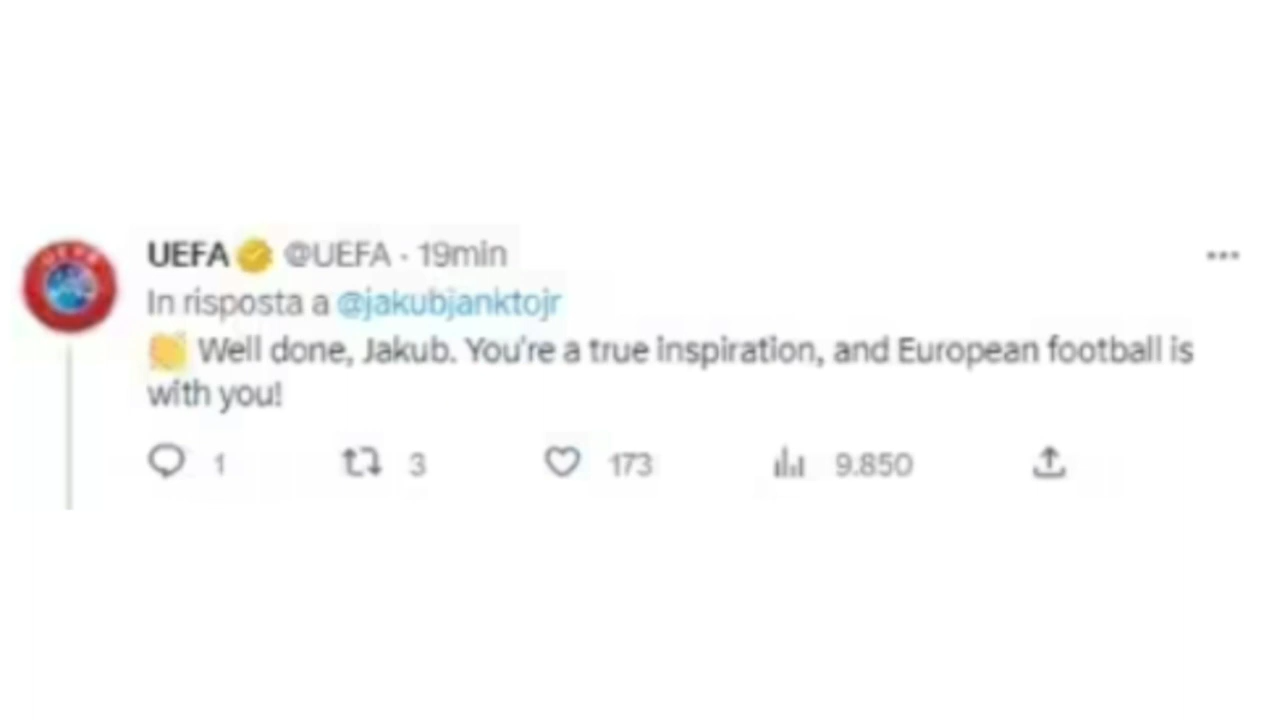 UEFA @UEFA · 19min
In risposta a @jakubjanktojr
Well done, Jakub. You're a true inspiration, and European football is
with you!
1 3 173 9.850